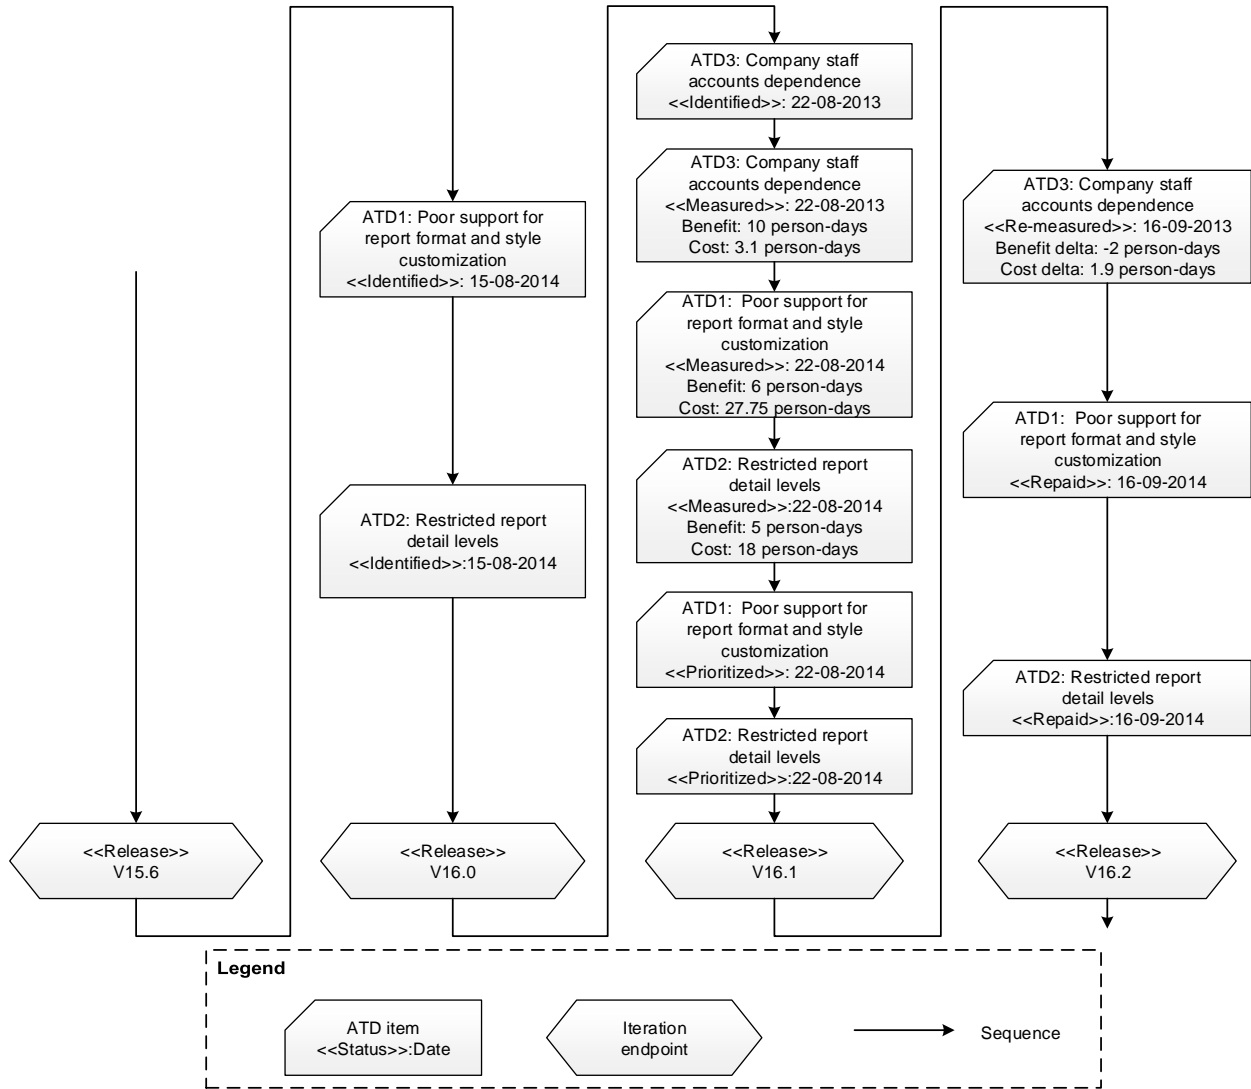 <<Release>>
V15.6
ATD1: Poor support for
report format and style
customization
<<Identified>>: 15-08-2014
ATD2: Restricted report
detail levels
<<Identified>>:15-08-2014
<<Release>>
V16.0
ATD3: Company staff
accounts dependence
<<Identified>>: 22-08-2013
ATD3: Company staff
accounts dependence
<<Measured>>: 22-08-2013
Benefit: 10 person-days
Cost: 3.1 person-days
ATD1:  Poor support for
report format and style
customization
<<Measured>>: 22-08-2014
Benefit: 6 person-days
Cost: 27.75 person-days
ATD2: Restricted report
detail levels
<<Measured>>:22-08-2014
Benefit: 5 person-days
Cost: 18 person-days
ATD1:  Poor support for
report format and style
customization
<<Prioritized>>: 22-08-2014
ATD2: Restricted report
detail levels
<<Prioritized>>:22-08-2014
<<Release>>
V16.1
ATD3: Company staff
accounts dependence
<<Re-measured>>: 16-09-2013
Benefit delta: -2 person-days
Cost delta: 1.9 person-days
ATD1:  Poor support for
report format and style
customization
<<Repaid>>: 16-09-2014
ATD2: Restricted report
detail levels
<<Repaid>>:16-09-2014
<<Release>>
V16.2
Legend
ATD item
<<Status>>:Date
Iteration
endpoint
Sequence